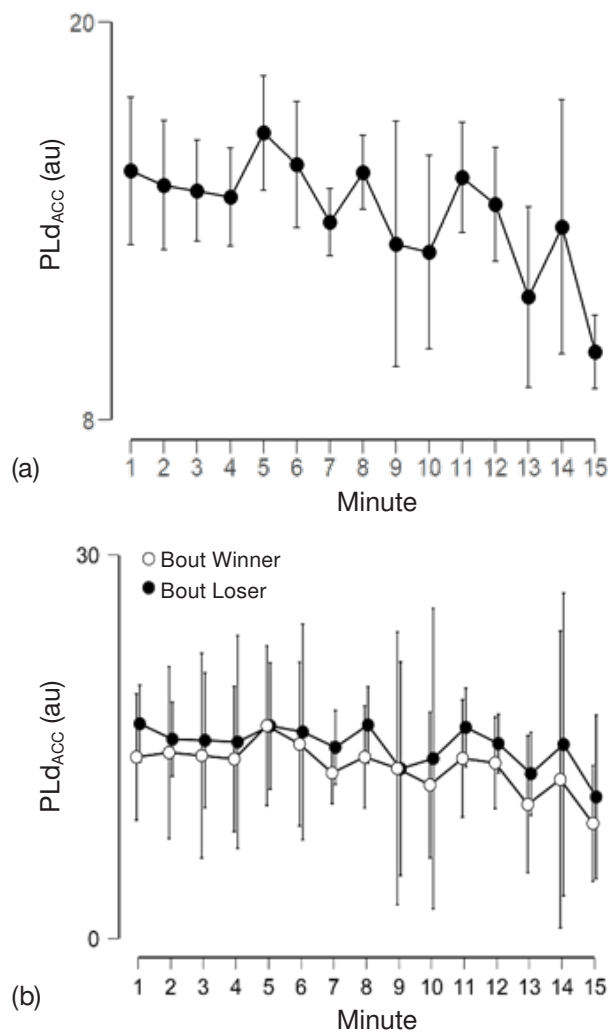 20
PLdACC (au)
8
1 2 3 4 5 6 7 8 9 10 11 12 13 14 15
(a)
Minute
30
Bout Winner
Bout Loser
PLdACC (au)
0
1 2 3 4 5 6 7 8 9 10 11 12 13 14 15
(b)
Minute